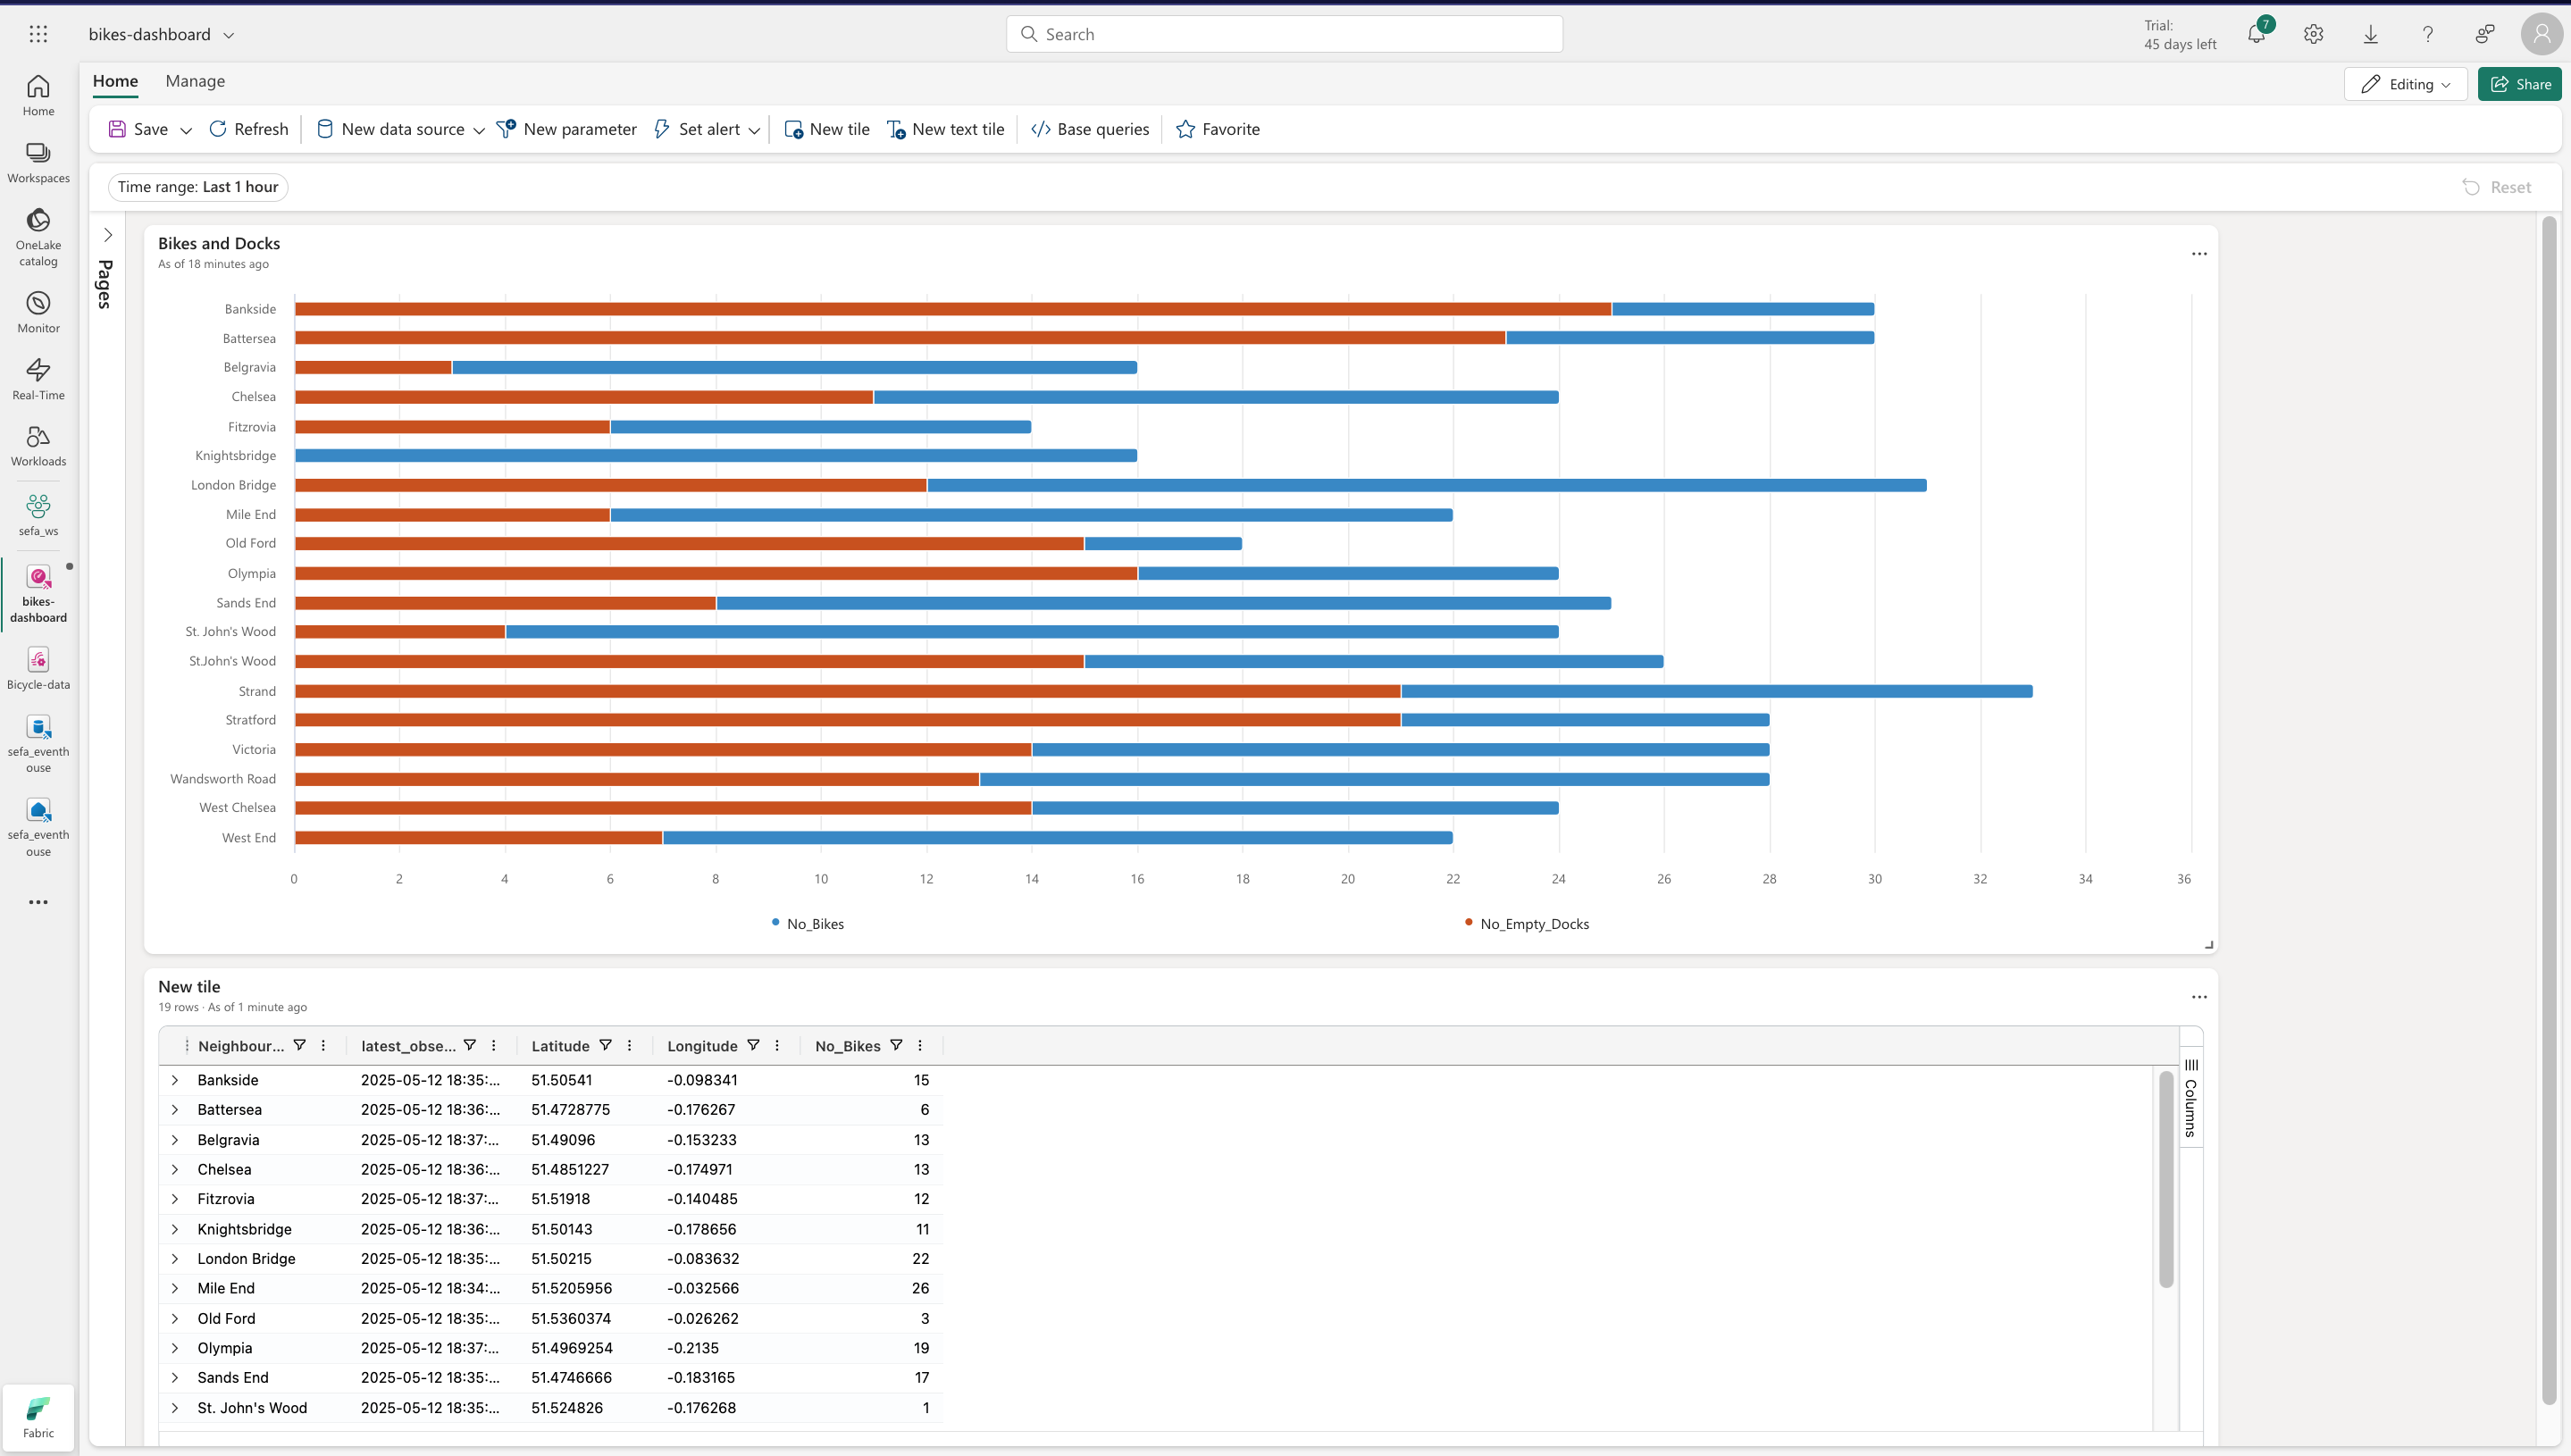 bikes-dashboard
Search
Trial:
45 days left
7
Home
Manage
Editing
Share
Save
Refresh
New data source
New parameter
Set alert
New tile
New text tile
Base queries
Favorite
Home
Workspaces
OneLake
catalog
Monitor
Real-Time
Workloads
sefa_ws
bikes-
dashboard
Bicycle-data
sefa_eventh
ouse
sefa_eventh
ouse
Fabric
Time range: Last 1 hour
Reset
Pages
Bikes and Docks
As of 18 minutes ago
Bankside
Battersea
Belgravia
Chelsea
Fitzrovia
Knightsbridge
London Bridge
Mile End
Old Ford
Olympia
Sands End
St. John's Wood
St.John's Wood
Strand
Stratford
Victoria
Wandsworth Road
West Chelsea
West End
0 2 4 6 8 10 12 14 16 18 20 22 24 26 28 30 32 34 36
No_Bikes
No_Empty_Docks
New tile
19 rows · As of 1 minute ago
Neighbour... latest_obse... Latitude Longitude No_Bikes
Bankside 2025-05-12 18:35:... 51.50541 -0.098341 15
Battersea 2025-05-12 18:36:... 51.4728775 -0.176267 6
Belgravia 2025-05-12 18:37:... 51.49096 -0.153233 13
Chelsea 2025-05-12 18:36:... 51.4851227 -0.174971 13
Fitzrovia 2025-05-12 18:37:... 51.51918 -0.140485 12
Knightsbridge 2025-05-12 18:36:... 51.50143 -0.178656 11
London Bridge 2025-05-12 18:35:... 51.50215 -0.083632 22
Mile End 2025-05-12 18:34:... 51.5205956 -0.032566 26
Old Ford 2025-05-12 18:35:... 51.5360374 -0.026262 3
Olympia 2025-05-12 18:37:... 51.4969254 -0.2135 19
Sands End 2025-05-12 18:35:... 51.4746666 -0.183165 17
St. John's Wood 2025-05-12 18:35:... 51.524826 -0.176268 1
Columns